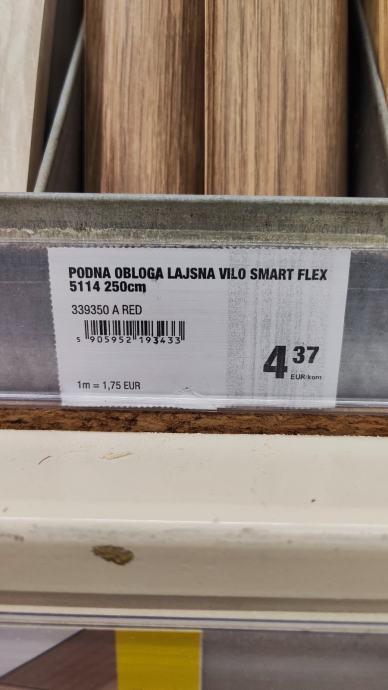 PODNA OBLOGA LAJSNA VILO SMART FLEX
5114 250cm
339350 A RED
5 905952 193433
4 37
EUR/kom
1m = 1,75 EUR